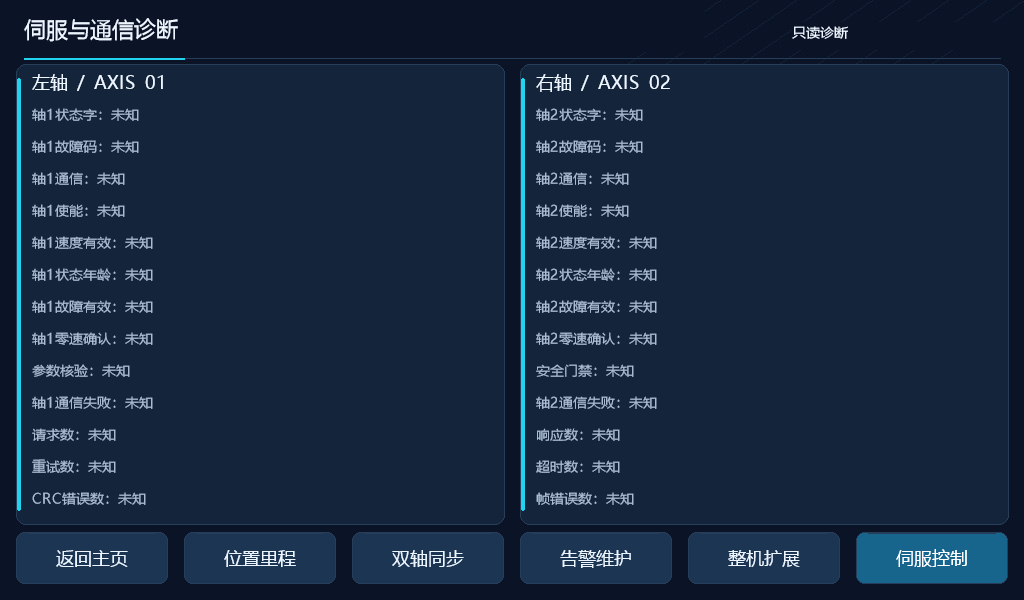 伺服与通信诊断
只读诊断
左轴 / AXIS 01
轴1状态字：未知
轴1故障码：未知
轴1通信：未知
轴1使能：未知
轴1速度有效：未知
轴1状态年龄：未知
轴1故障有效：未知
轴1零速确认：未知
参数核验：未知
轴1通信失败：未知
请求数：未知
重试数：未知
CRC错误数：未知
右轴 / AXIS 02
轴2状态字：未知
轴2故障码：未知
轴2通信：未知
轴2使能：未知
轴2速度有效：未知
轴2状态年龄：未知
轴2故障有效：未知
轴2零速确认：未知
安全门禁：未知
轴2通信失败：未知
响应数：未知
超时数：未知
帧错误数：未知
返回主页
位置里程
双轴同步
告警维护
整机扩展
伺服控制